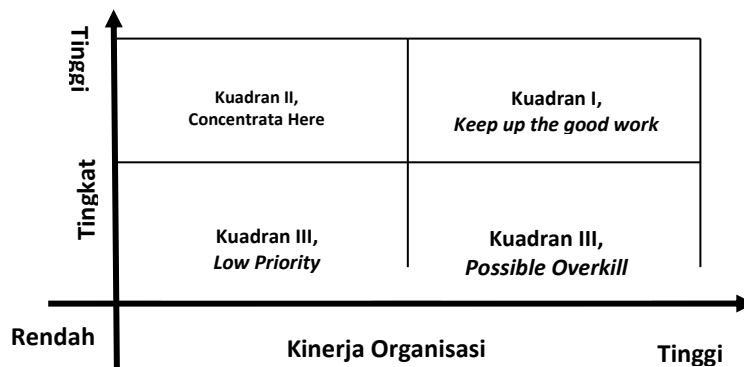 Tinggi
Kuadran II,
Concentrata Here
Kuadran I,
Keep up the good work
Tingkat
Kuadran III,
Low Priority
Kuadran III,
Possible Overkill
Rendah
Kinerja Organisasi
Tinggi